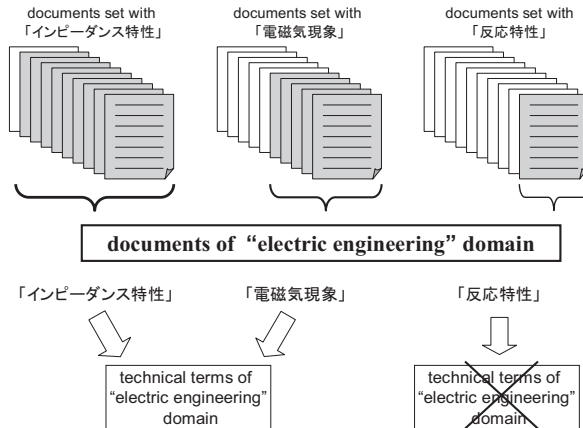 documents set with
「インピーダンス特性」
documents set with
「電磁気現象」
documents set with
「反応特性」
documents of “electric engineering” domain
「インピーダンス特性」
「電磁気現象」
「反応特性」
technical terms of
“electric engineering”
domain
technical terms of
“electric engineering”
domain